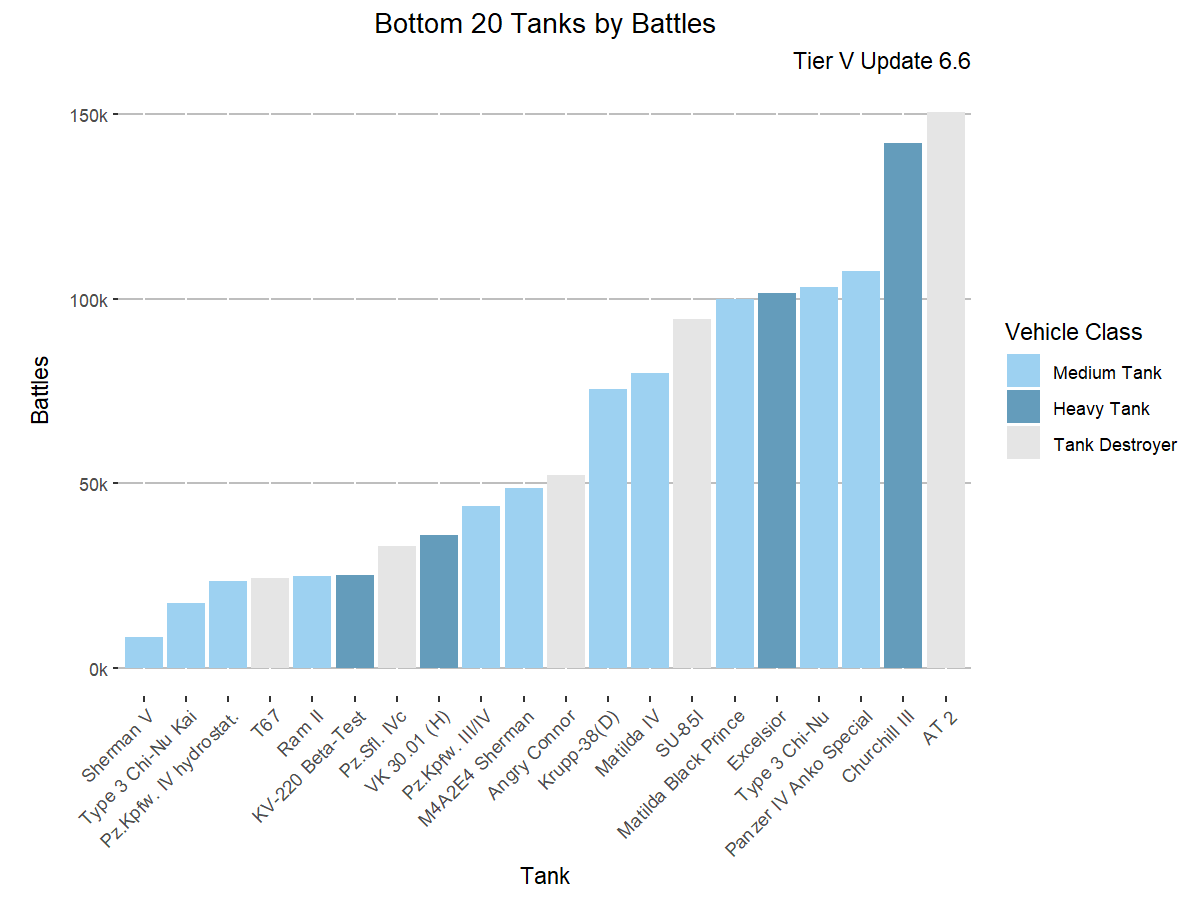 Bottom 20 Tanks by Battles
Tier V Update 6.6
150k
100k
50k
0k
Battles
Sherman V
Type 3 Chi-Nu Kai
Pz.Kpfw. IV hydrostat.
T67
Ram II
KV-220 Beta-Test
Pz.Sfl. IVc
VK 30.01 (H)
Pz.Kpfw. III/IV
M4A2E4 Sherman
Angry Connor
Krupp-38(D)
Matilda IV
SU-85I
Matilda Black Prince
Excelsior
Type 3 Chi-Nu
Panzer IV Anko Special
Churchill III
AT 2
Tank
Vehicle Class
Medium Tank
Heavy Tank
Tank Destroyer